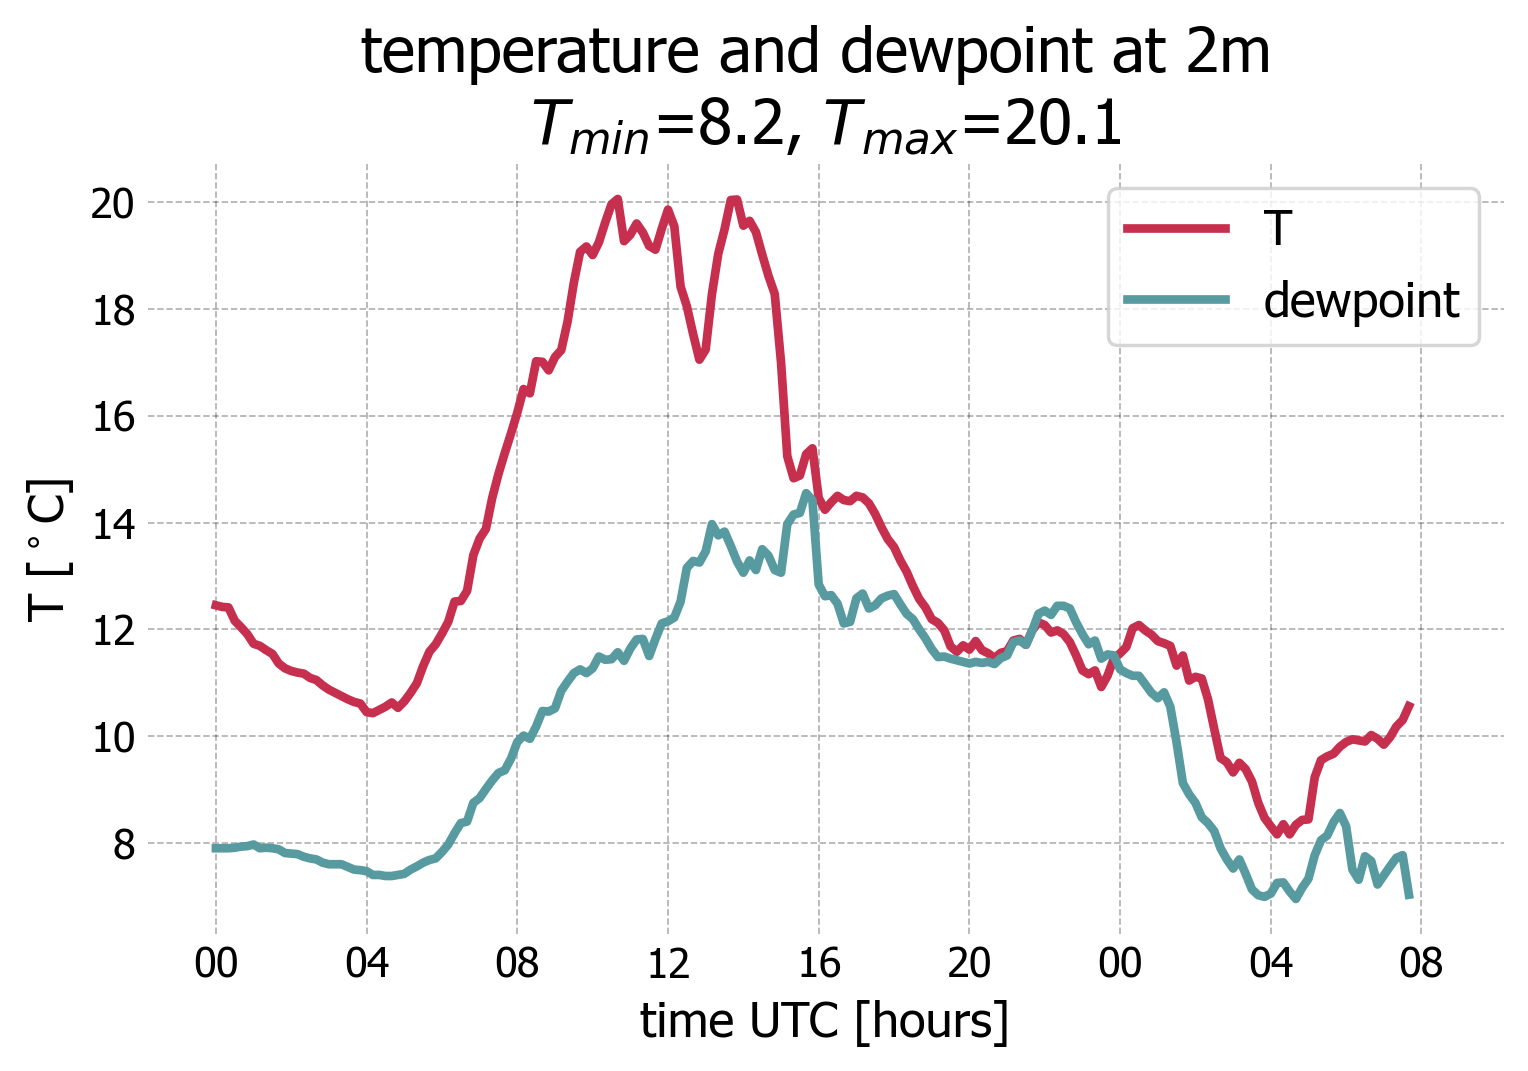 temperature and dewpoint at 2m
T_min=8.2, T_max=20.1
T
dewpoint
20
18
16
14
12
10
8
T [°C]
00 04 08 12 16 20 00 04 08
time UTC [hours]